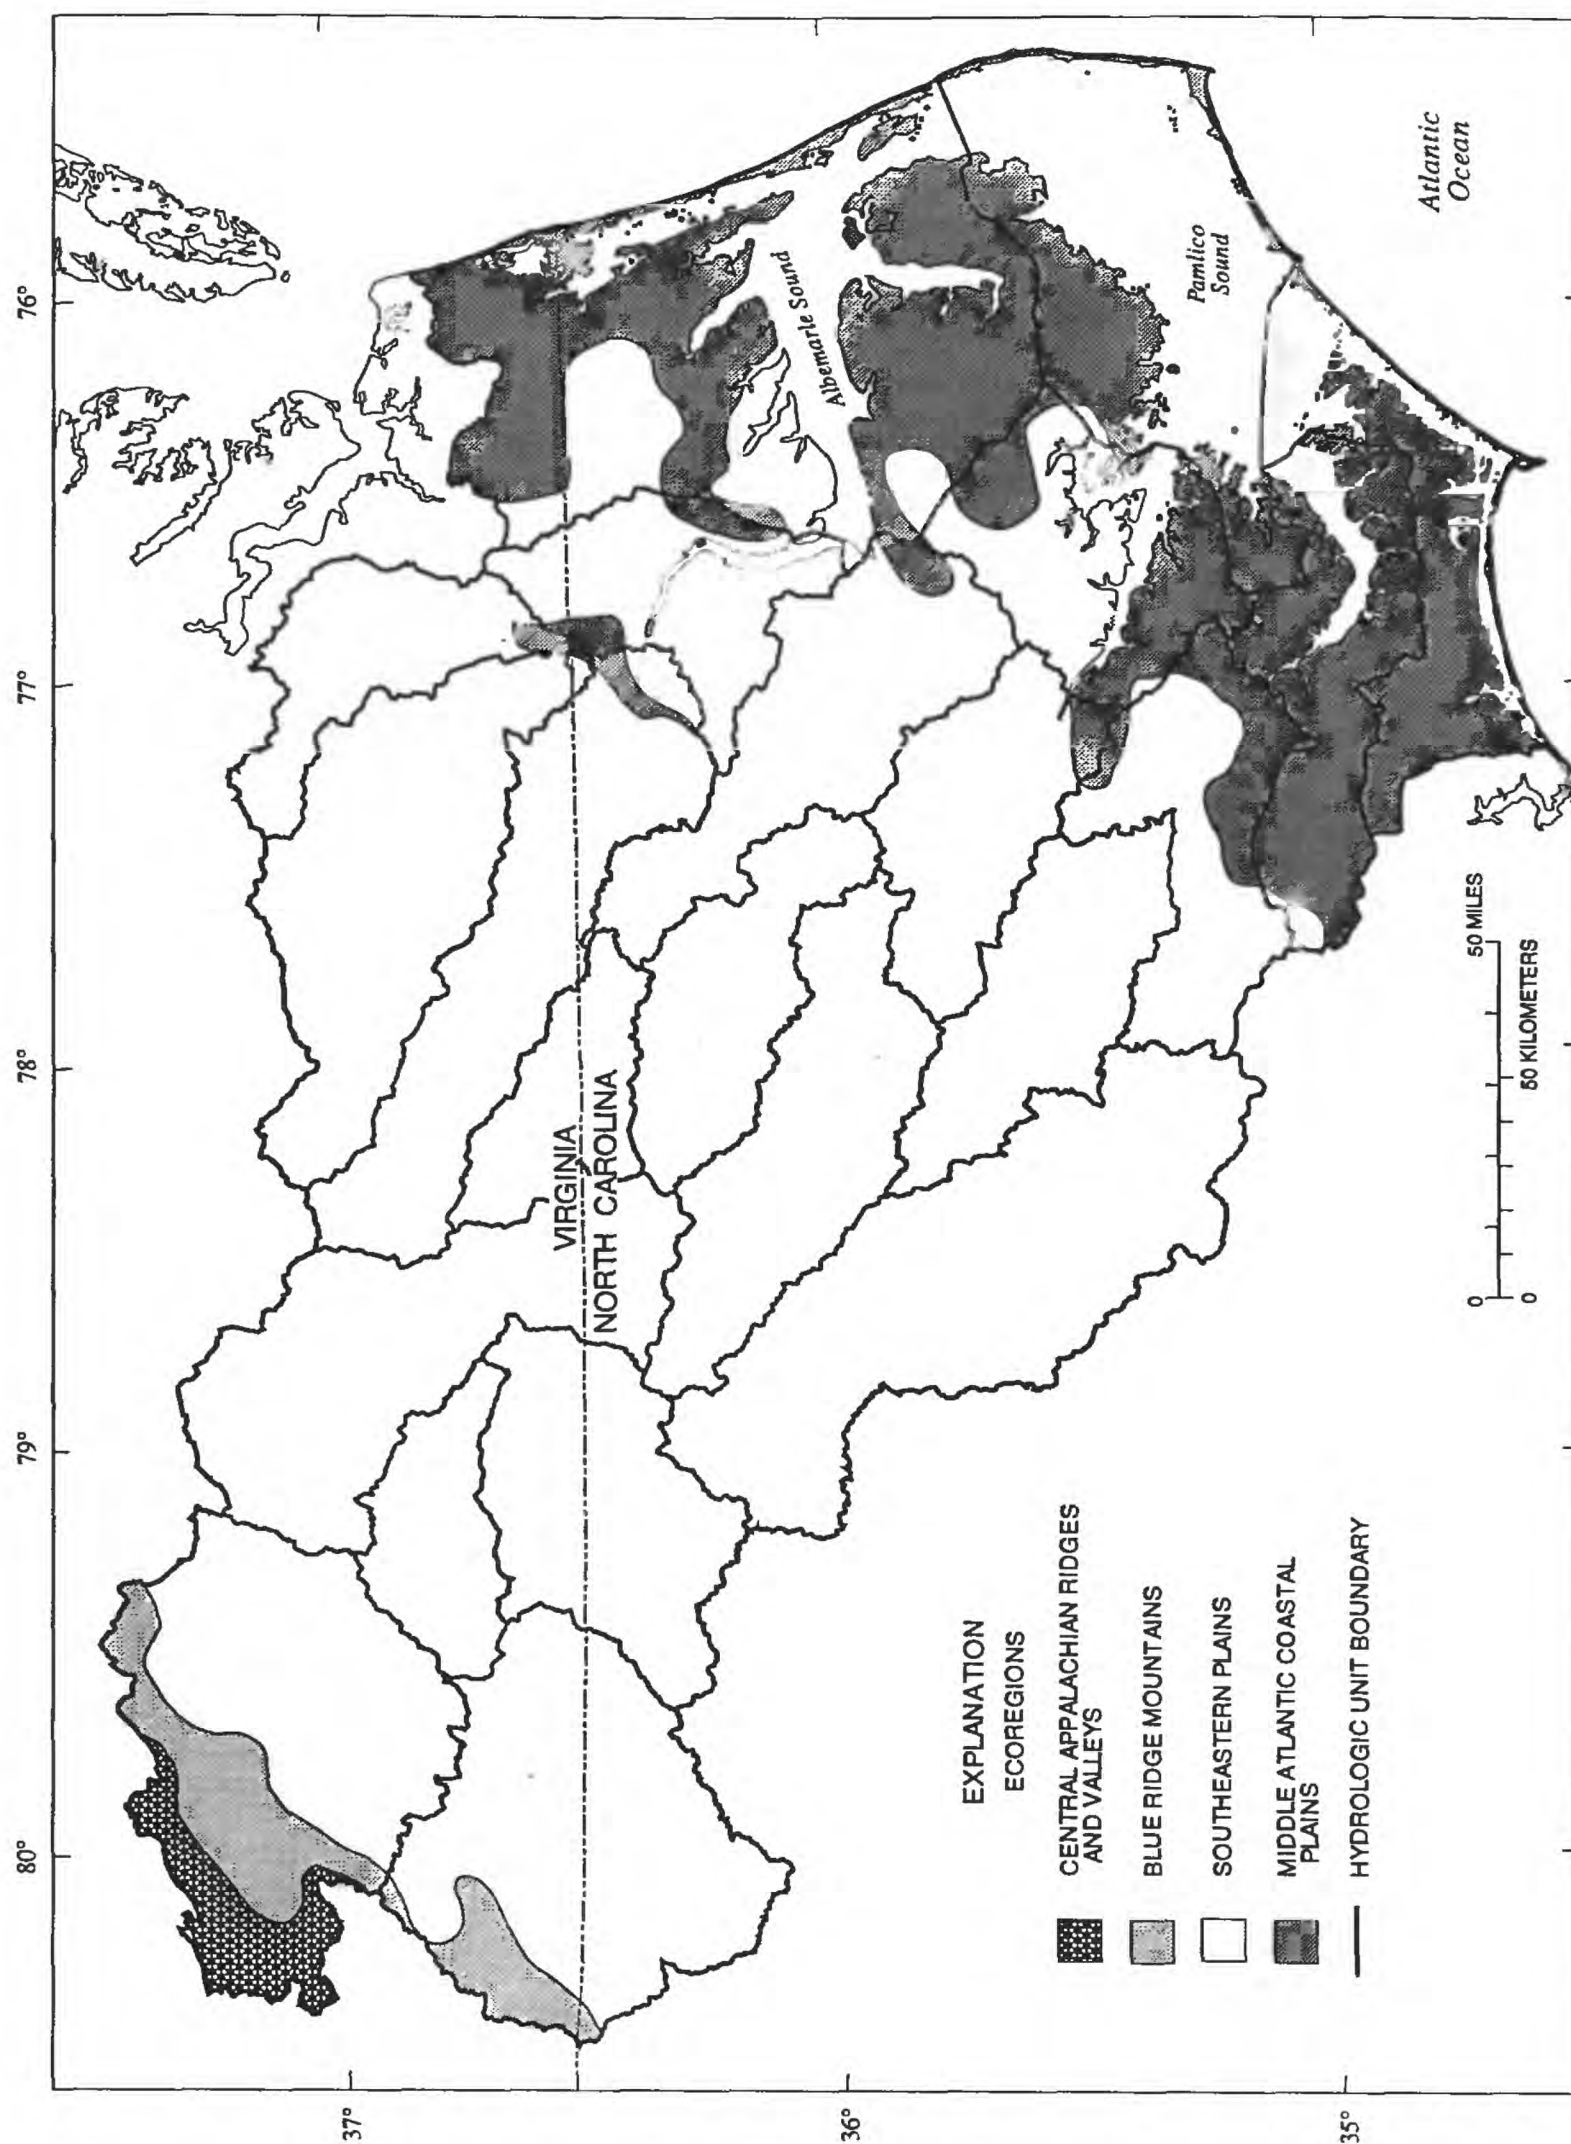 80°
79°
78°
77°
76°
37°
36°
35°
VIRGINIA
NORTH CAROLINA
Albemarle Sound
Pamlico
Sound
Atlantic
Ocean
EXPLANATION
ECOREGIONS
CENTRAL APPALACHIAN RIDGES
AND VALLEYS
BLUE RIDGE MOUNTAINS
SOUTHEASTERN PLAINS
MIDDLE ATLANTIC COASTAL
PLAINS
HYDROLOGIC UNIT BOUNDARY
0 50 MILES
0 50 KILOMETERS